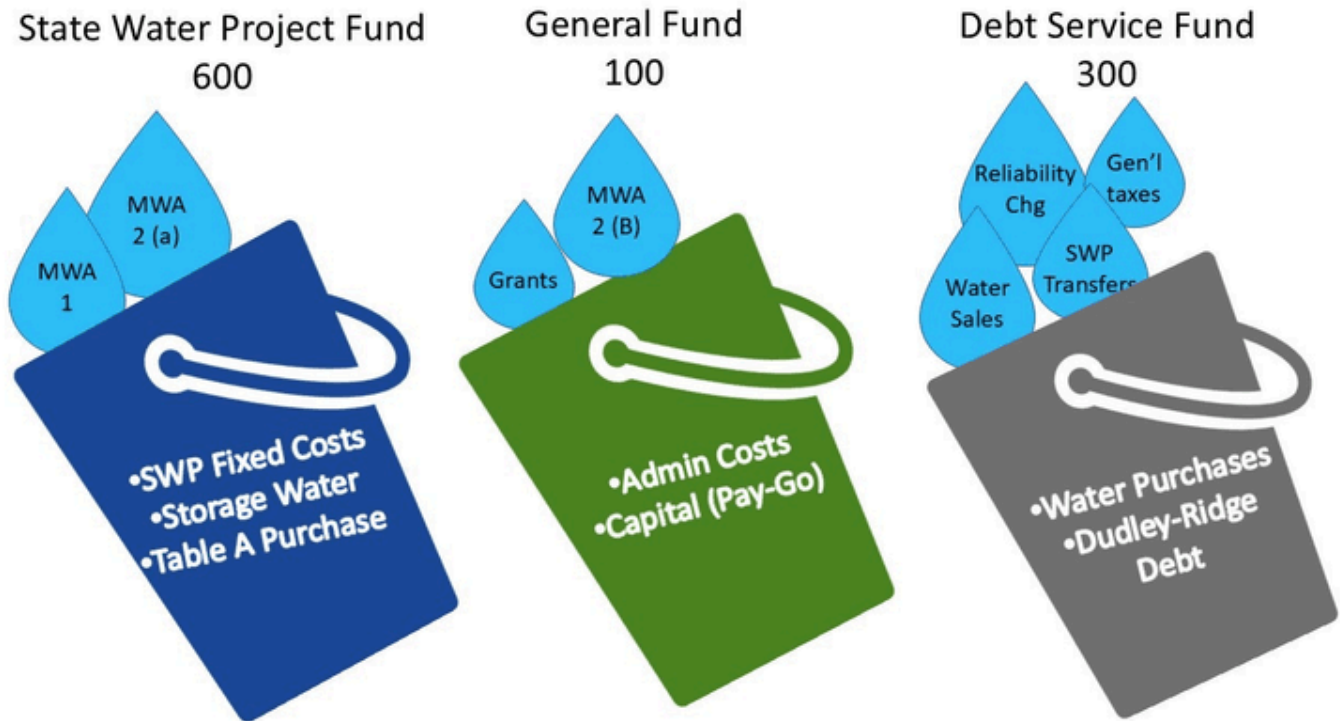 State Water Project Fund
600
MWA
1
MWA
2 (a)
•SWP Fixed Costs
•Storage Water
•Table A Purchase
General Fund
100
Grants
MWA
2 (B)
•Admin Costs
•Capital (Pay-Go)
Debt Service Fund
300
Reliability
Chg
Gen'l
taxes
Water
Sales
SWP
Transfers
•Water Purchases
•Dudley-Ridge
Debt